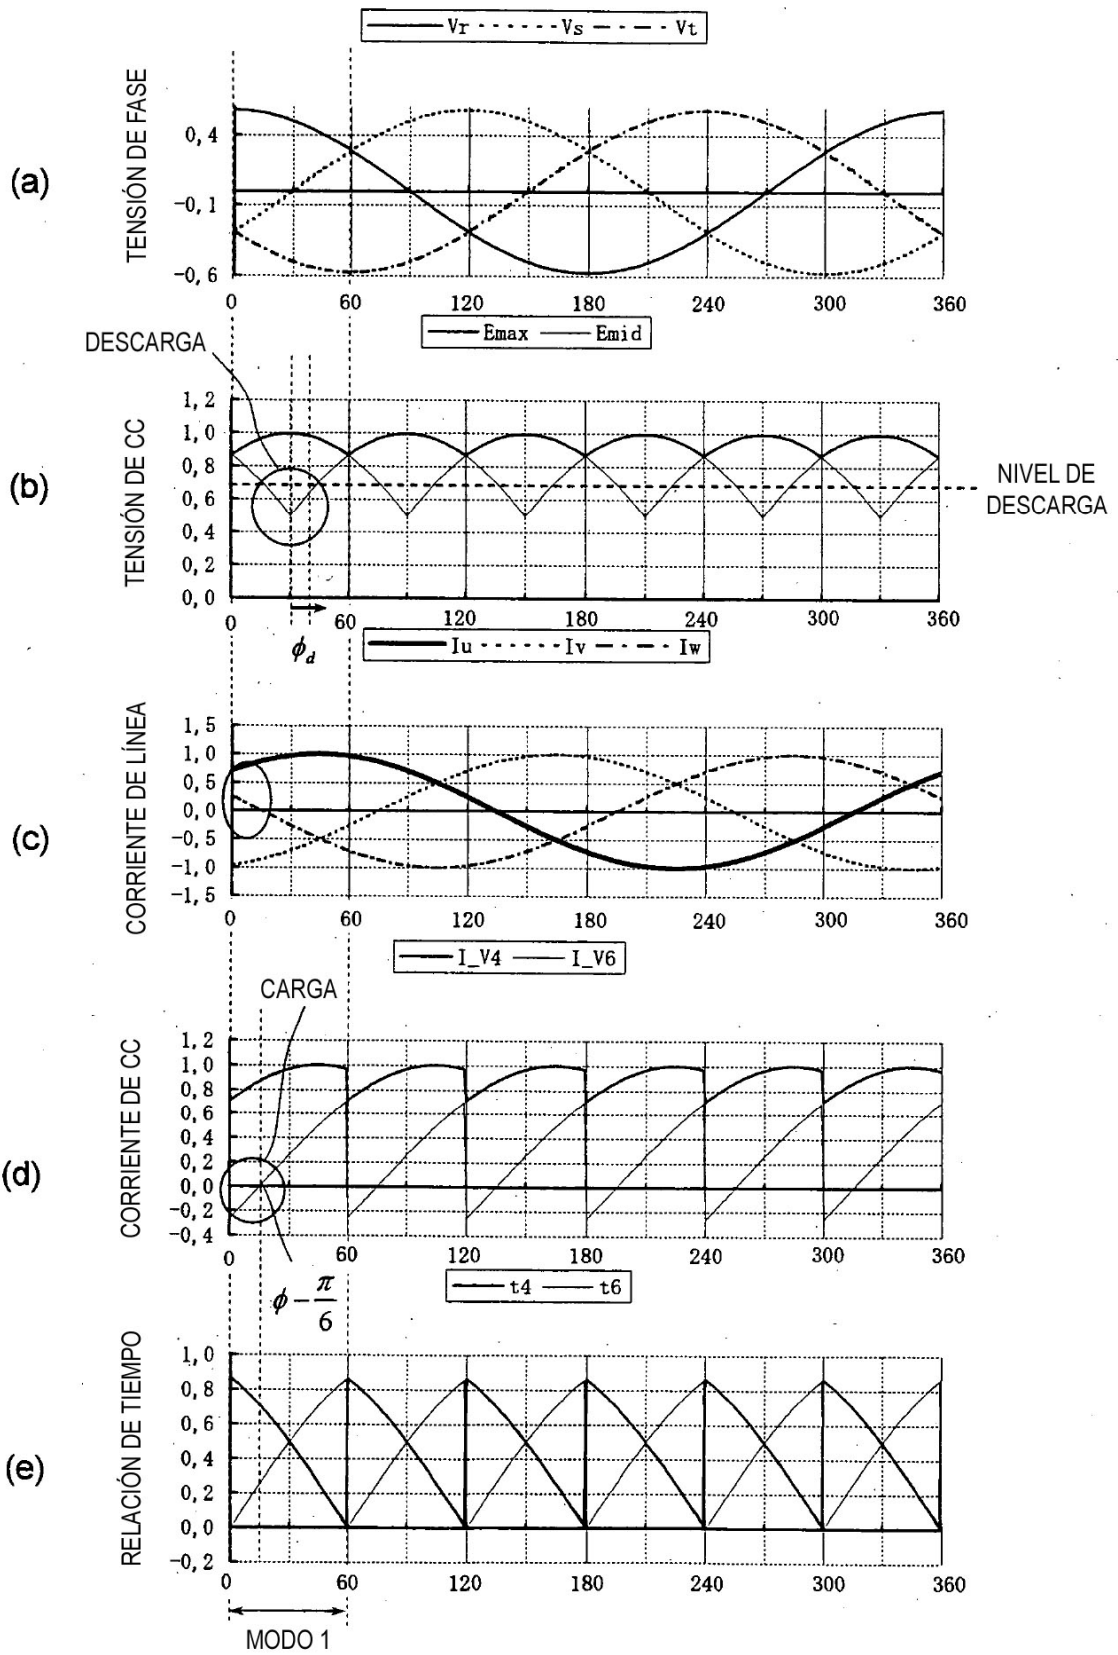 Vr Vs Vt
(a)
TENSIÓN DE FASE
0,4
-0,1
-0,6
0 60 120 180 240 300 360
Emax Emid
DESCARGA
(b)
TENSIÓN DE CC
1,2
1,0
0,8
0,6
0,4
0,2
0,0
NIVEL DE
DESCARGA
0 60 120 180 240 300 360
ϕd
Iu Iv Iw
(c)
CORRIENTE DE LÍNEA
1,5
1,0
0,5
0,0
-0,5
-1,0
-1,5
0 60 120 180 240 300 360
I_V4 I_V6
CARGA
(d)
CORRIENTE DE CC
1,2
1,0
0,8
0,6
0,4
0,2
0,0
-0,2
-0,4
0 60 120 180 240 300 360
t4 t6
ϕ - π/6
(e)
RELACIÓN DE TIEMPO
1,0
0,8
0,6
0,4
0,2
0,0
-0,2
0 60 120 180 240 300 360
MODO 1